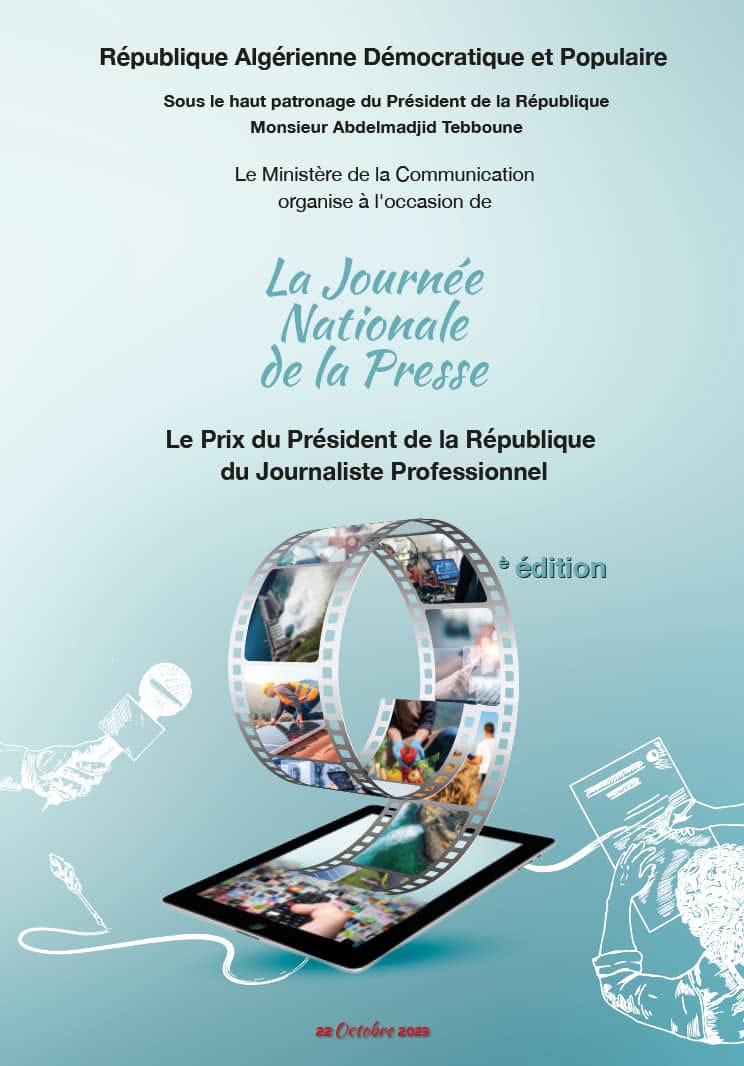 République Algérienne Démocratique et Populaire
Sous le haut patronage du Président de la République
Monsieur Abdelmadjid Tebboune
Le Ministère de la Communication
organise à l'occasion de
La Journée
Nationale
de la Presse
Le Prix du Président de la République
du Journaliste Professionnel
9è édition
22 Octobre 2023